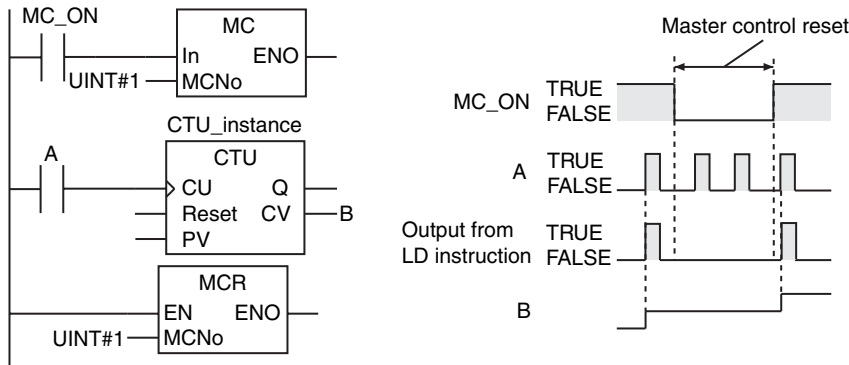 MC_ON
MC
In ENO
UINT#1 MCNo
CTU_instance
A
CTU
CU Q
Reset CV B
PV
MCR
EN ENO
UINT#1 MCNo
Master control reset
MC_ON TRUE
FALSE
A TRUE
FALSE
Output from
LD instruction
TRUE
FALSE
B